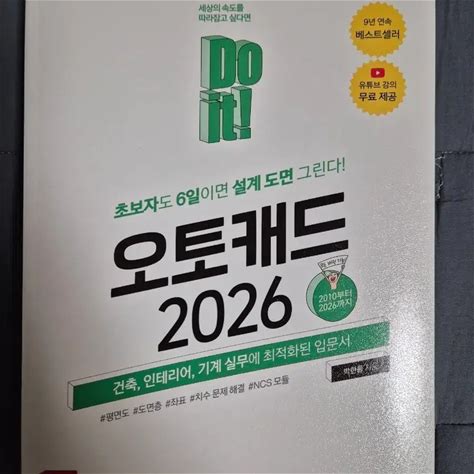 세상의 속도를
따라잡고 싶다면
Do
it!
9년 연속
베스트셀러
유튜브 강의
무료 제공
초보자도 6일이면 설계 도면 그린다!
오토캐드
2026
2010부터
2026까지
건축, 인테리어, 기계 실무에 최적화된 입문서
#평면도 #도면층 #좌표 #치수 문제 해결 #NCS 모듈